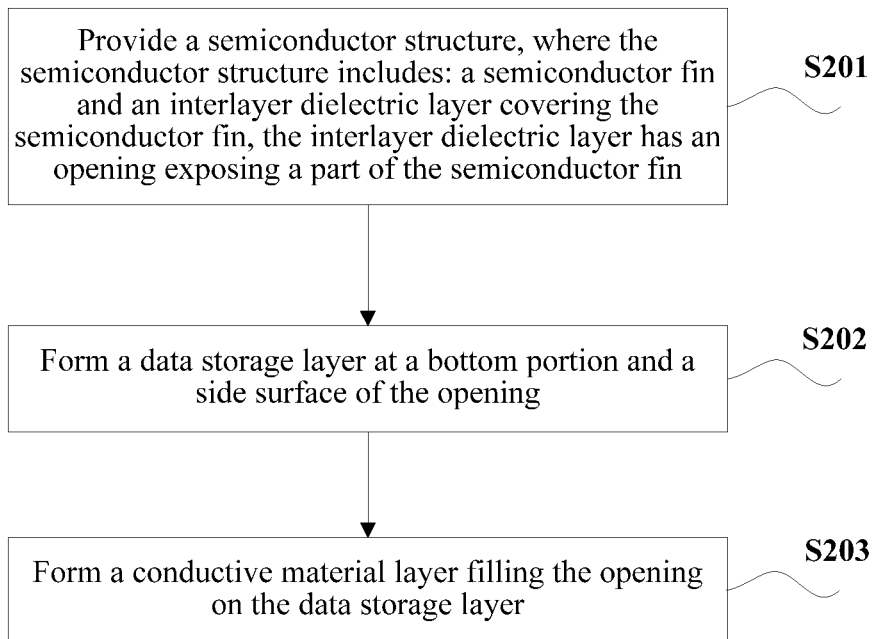 Provide a semiconductor structure, where the
semiconductor structure includes: a semiconductor fin
and an interlayer dielectric layer covering the
semiconductor fin, the interlayer dielectric layer has an
opening exposing a part of the semiconductor fin
S201
Form a data storage layer at a bottom portion and a
side surface of the opening
S202
Form a conductive material layer filling the opening
on the data storage layer
S203